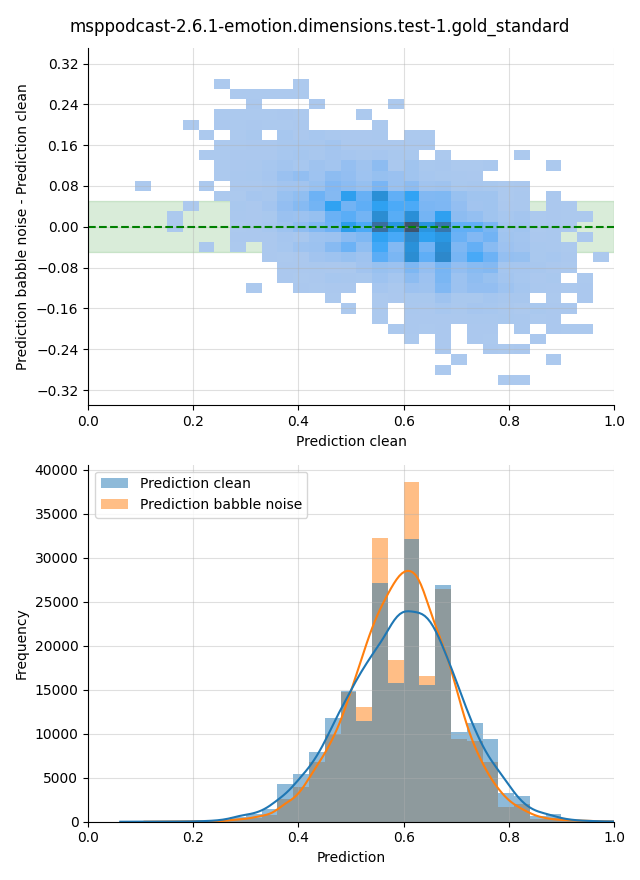 msppodcast-2.6.1-emotion.dimensions.test-1.gold_standard
Prediction babble noise - Prediction clean
0.32
0.24
0.16
0.08
0.00
−0.08
−0.16
−0.24
−0.32
0.0 0.2 0.4 0.6 0.8 1.0
Prediction clean
Prediction clean
Prediction babble noise
Frequency
40000
35000
30000
25000
20000
15000
10000
5000
0
0.0 0.2 0.4 0.6 0.8 1.0
Prediction